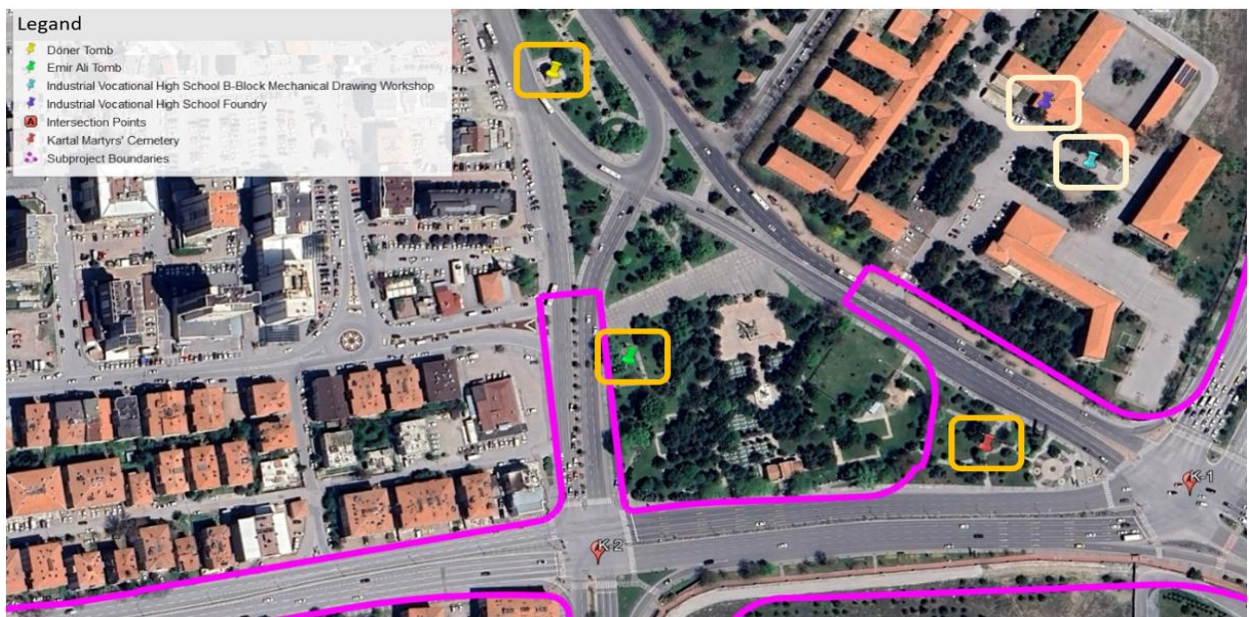 Legand
Döner Tomb
Emir Ali Tomb
Industrial Vocational High School B-Block Mechanical Drawing Workshop
Industrial Vocational High School Foundry
A Intersection Points
Kartal Martyrs' Cemetery
Subproject Boundaries
K-1
K-2